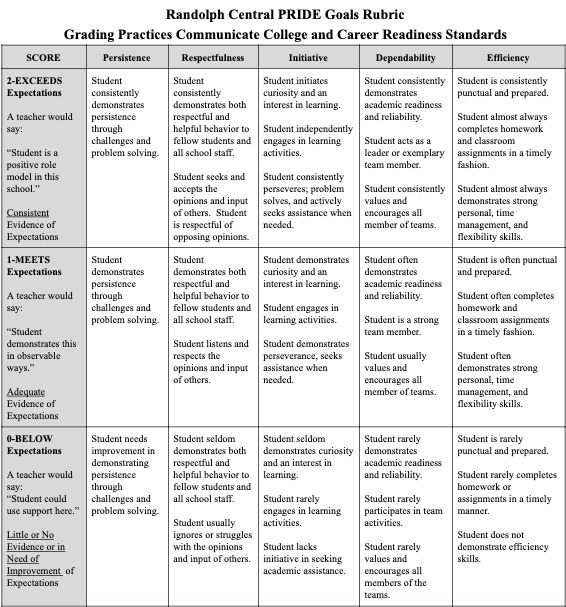 Randolph Central PRIDE Goals Rubric
Grading Practices Communicate College and Career Readiness Standards
SCORE
Persistence
Respectfulness
Initiative
Dependability
Efficiency
2-EXCEEDS
Expectations
A teacher would
say:
“Student is a
positive role
model in this
school.”
Consistent
Evidence of
Expectations
Student
consistently
demonstrates
persistence
through
challenges and
problem solving.
Student
consistently
demonstrates both
respectful and
helpful behavior to
fellow students and
all school staff.
Student seeks and
accepts the
opinions and input
of others. Student
is respectful of
opposing opinions.
Student initiates
curiosity and an
interest in learning.
Student independently
engages in learning
activities.
Student consistently
perseveres; problem
solves, and actively
seeks assistance when
needed.
Student consistently
demonstrates
academic readiness
and reliability.
Student acts as a
leader or exemplary
team member.
Student consistently
values and
encourages all
member of teams.
Student is consistently
punctual and prepared.
Student almost always
completes homework
and classroom
assignments in a timely
fashion.
Student almost always
demonstrates strong
personal, time
management, and
flexibility skills.
1-MEETS
Expectations
A teacher would
say:
“Student
demonstrates this
in observable
ways.”
Adequate
Evidence of
Expectations
Student
demonstrates
persistence
through
challenges and
problem solving.
Student
demonstrates both
respectful and
helpful behavior to
fellow students and
all school staff.
Student listens and
respects the
opinions and input
of others.
Student demonstrates
curiosity and an
interest in learning.
Student engages in
learning activities.
Student demonstrates
perseverance, seeks
assistance when
needed.
Student often
demonstrates
academic readiness
and reliability.
Student is a strong
team member.
Student usually
values and
encourages all
member of teams.
Student is often punctual
and prepared.
Student often completes
homework and
classroom assignments
in a timely fashion.
Student often
demonstrates strong
personal, time
management, and
flexibility skills.
0-BELOW
Expectations
A teacher would
say:
“Student could
use support here.”
Little or No
Evidence or in
Need of
Improvement of
Expectations
Student needs
improvement in
demonstrating
persistence
through
challenges and
problem solving.
Student seldom
demonstrates both
respectful and
helpful behavior to
fellow students and
all school staff.
Student usually
ignores or struggles
with the opinions
and input of others.
Student seldom
demonstrates curiosity
and an interest in
learning.
Student rarely
engages in learning
activities.
Student lacks
initiative in seeking
academic assistance.
Student rarely
demonstrates
academic readiness
and reliability.
Student rarely
participates in team
activities.
Student rarely
values and
encourages all
members of the
teams.
Student is rarely
punctual and prepared.
Student rarely completes
homework or
assignments in a timely
manner.
Student does not
demonstrate efficiency
skills.